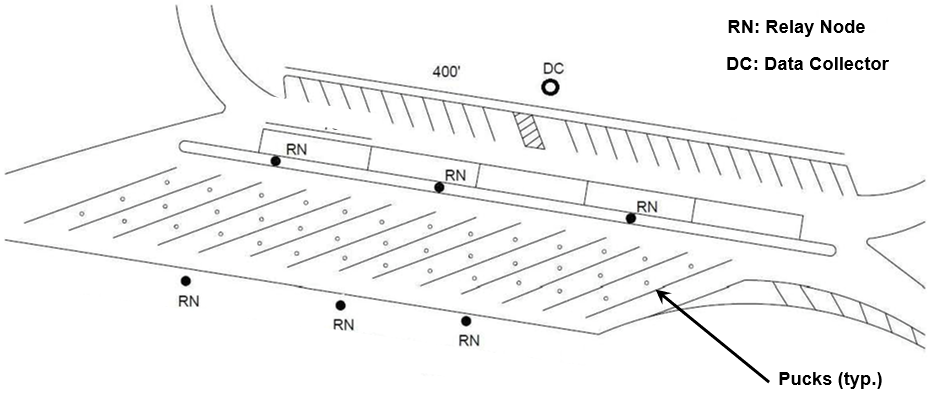 RN: Relay Node
DC: Data Collector
400'
DC
RN
RN
RN
RN
RN
RN
Pucks (typ.)